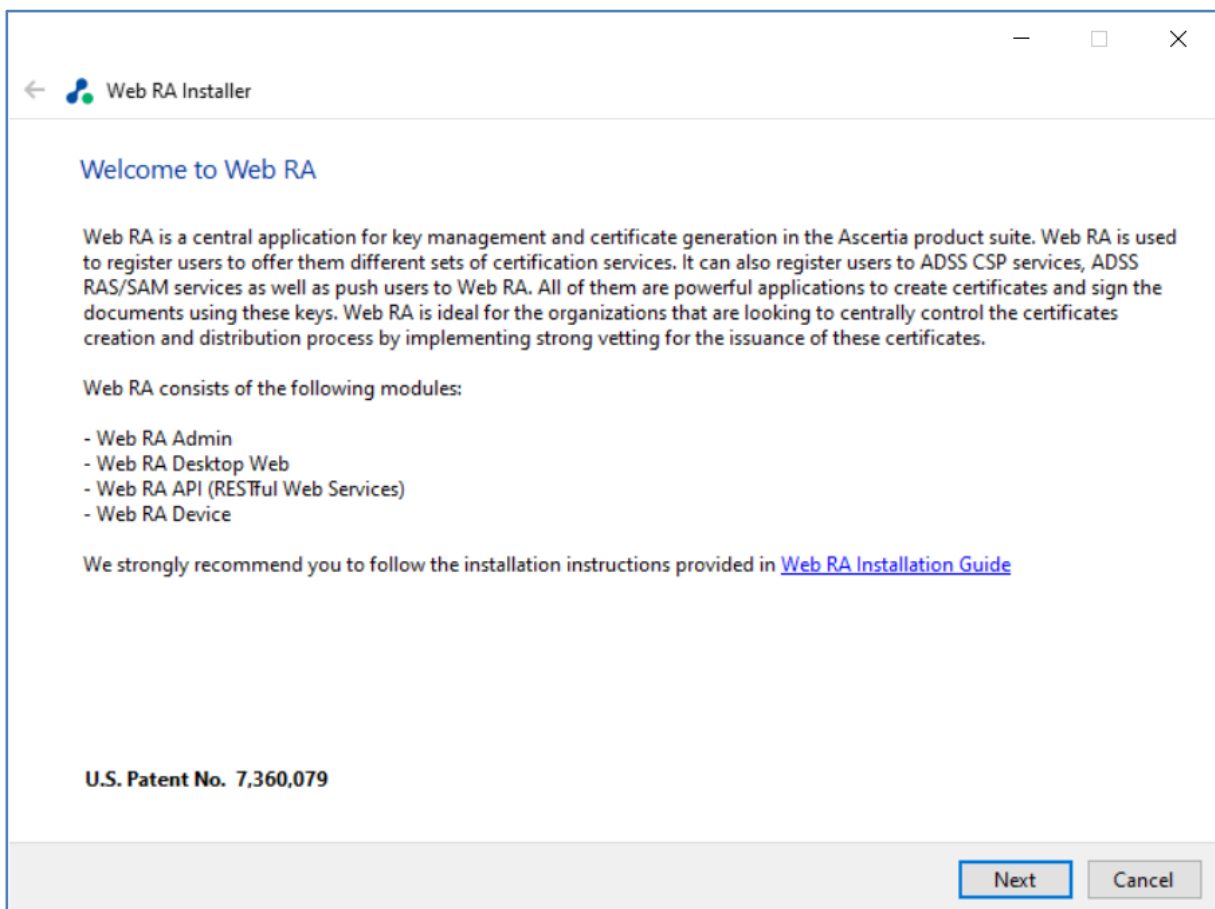 Web RA Installer
Welcome to Web RA
Web RA is a central application for key management and certificate generation in the Ascertia product suite. Web RA is used
to register users to offer them different sets of certification services. It can also register users to ADSS CSP services, ADSS
RAS/SAM services as well as push users to Web RA. All of them are powerful applications to create certificates and sign the
documents using these keys. Web RA is ideal for the organizations that are looking to centrally control the certificates
creation and distribution process by implementing strong vetting for the issuance of these certificates.
Web RA consists of the following modules:
- Web RA Admin
- Web RA Desktop Web
- Web RA API (RESTful Web Services)
- Web RA Device
We strongly recommend you to follow the installation instructions provided in Web RA Installation Guide
U.S. Patent No. 7,360,079
Next Cancel